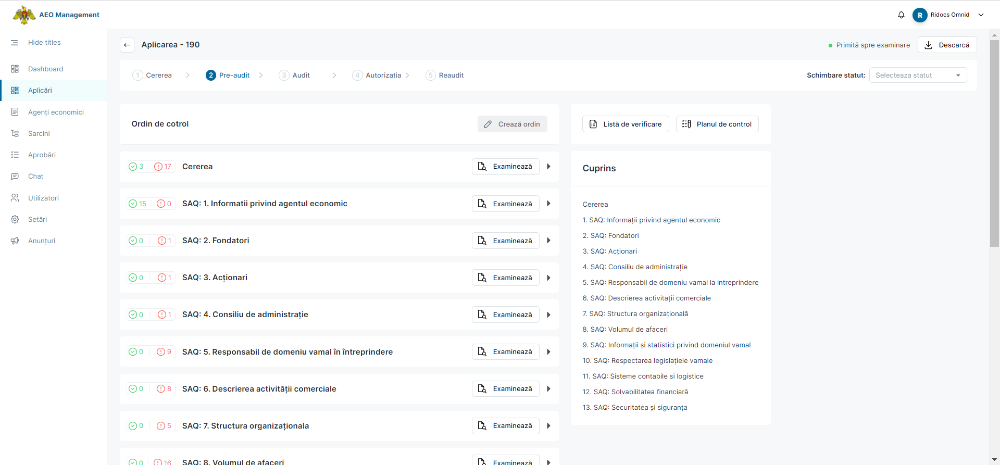 AEO Management
R
Ridocs Omnid
Hide titles
Dashboard
Aplicări
Agenți economici
Sarcini
Aprobări
Chat
Utilizatori
Setări
Anunțuri
Aplicarea - 190
Primită spre examinare
Descarcă
1 Cererea
2 Pre-audit
3 Audit
4 Autorizatia
5 Reaudit
Schimbare statut:
Selecteaza statut
Ordin de cotrol
Crează ordin
3 17 Cererea Examinează
15 0 SAQ: 1. Informatii privind agentul economic Examinează
0 1 SAQ: 2. Fondatori Examinează
0 1 SAQ: 3. Acționari Examinează
0 1 SAQ: 4. Consiliu de administrație Examinează
0 9 SAQ: 5. Responsabil de domeniu vamal în întreprindere Examinează
0 8 SAQ: 6. Descrierea activității comerciale Examinează
0 5 SAQ: 7. Structura organizaționala Examinează
0 16 SAQ: 8. Volumul de afaceri Examinează
Listă de verificare
Planul de control
Cuprins
Cererea
1. SAQ: Informații privind agentul economic
2. SAQ: Fondatori
3. SAQ: Acționari
4. SAQ: Consiliu de administrație
5. SAQ: Responsabil de domeniu vamal la intreprindere
6. SAQ: Descrierea activitații comerciale
7. SAQ: Structura organizațională
8. SAQ: Volumul de afaceri
9. SAQ: Informații și statistici privind domeniul vamal
10. SAQ: Respectarea legislațieie vamale
11. SAQ: Sisteme contabile si logistice
12. SAQ: Solvabilitatea financiară
13. SAQ: Securitatea și siguranța